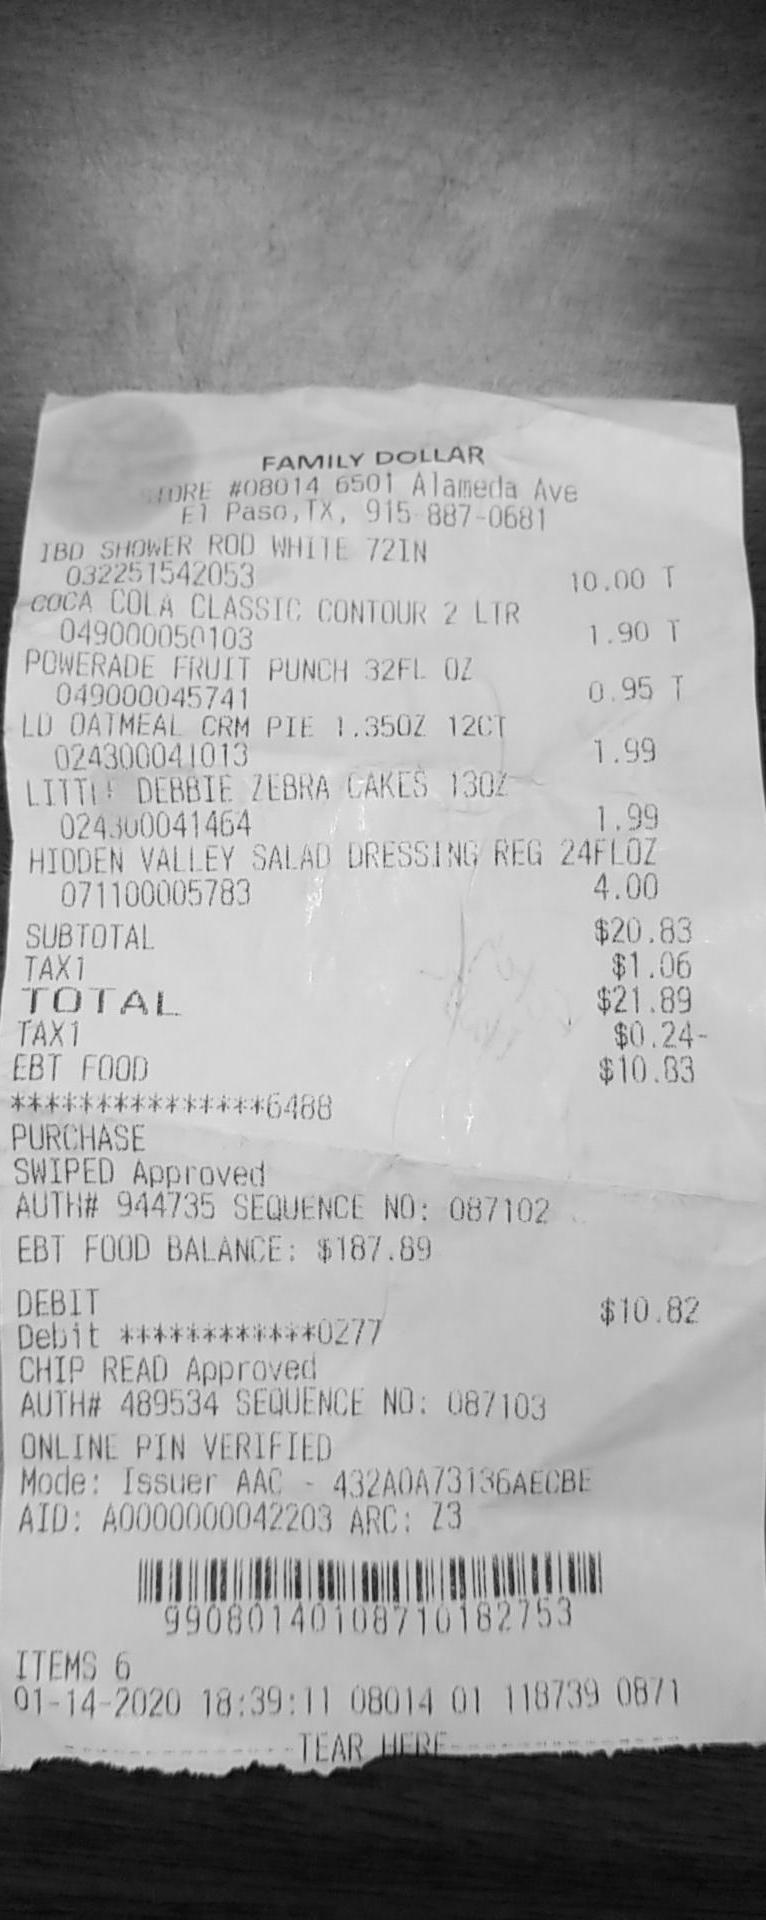 FAMILY DOLLAR
STORE #08014 6501 Alameda Ave
El Paso,TX, 915-887-0681
IBD SHOWER ROD WHITE 72IN
032251542053 10.00 T
COCA COLA CLASSIC CONTOUR 2 LTR
049000050103 1.90 T
POWERADE FRUIT PUNCH 32FL OZ
049000045741 0.95 T
LD OATMEAL CRM PIE 1.35OZ 12CT
024300041013 1.99
LITTLE DEBBIE ZEBRA CAKES 13OZ
024300041464 1.99
HIDDEN VALLEY SALAD DRESSING REG 24FLOZ
071100005783 4.00
SUBTOTAL $20.83
TAX1 $1.06
TOTAL $21.89
TAX1 $0.24-
EBT FOOD $10.83
***************6488
PURCHASE
SWIPED Approved
AUTH# 944735 SEQUENCE NO: 087102
EBT FOOD BALANCE: $187.89
DEBIT $10.82
Debit ************0277
CHIP READ Approved
AUTH# 489534 SEQUENCE NO: 087103
ONLINE PIN VERIFIED
Mode: Issuer AAC - 432A0A73136AECBE
AID: A0000000042203 ARC: Z3
99080140108710182753
ITEMS 6
01-14-2020 18:39:11 08014 01 118739 0871
TEAR HERE